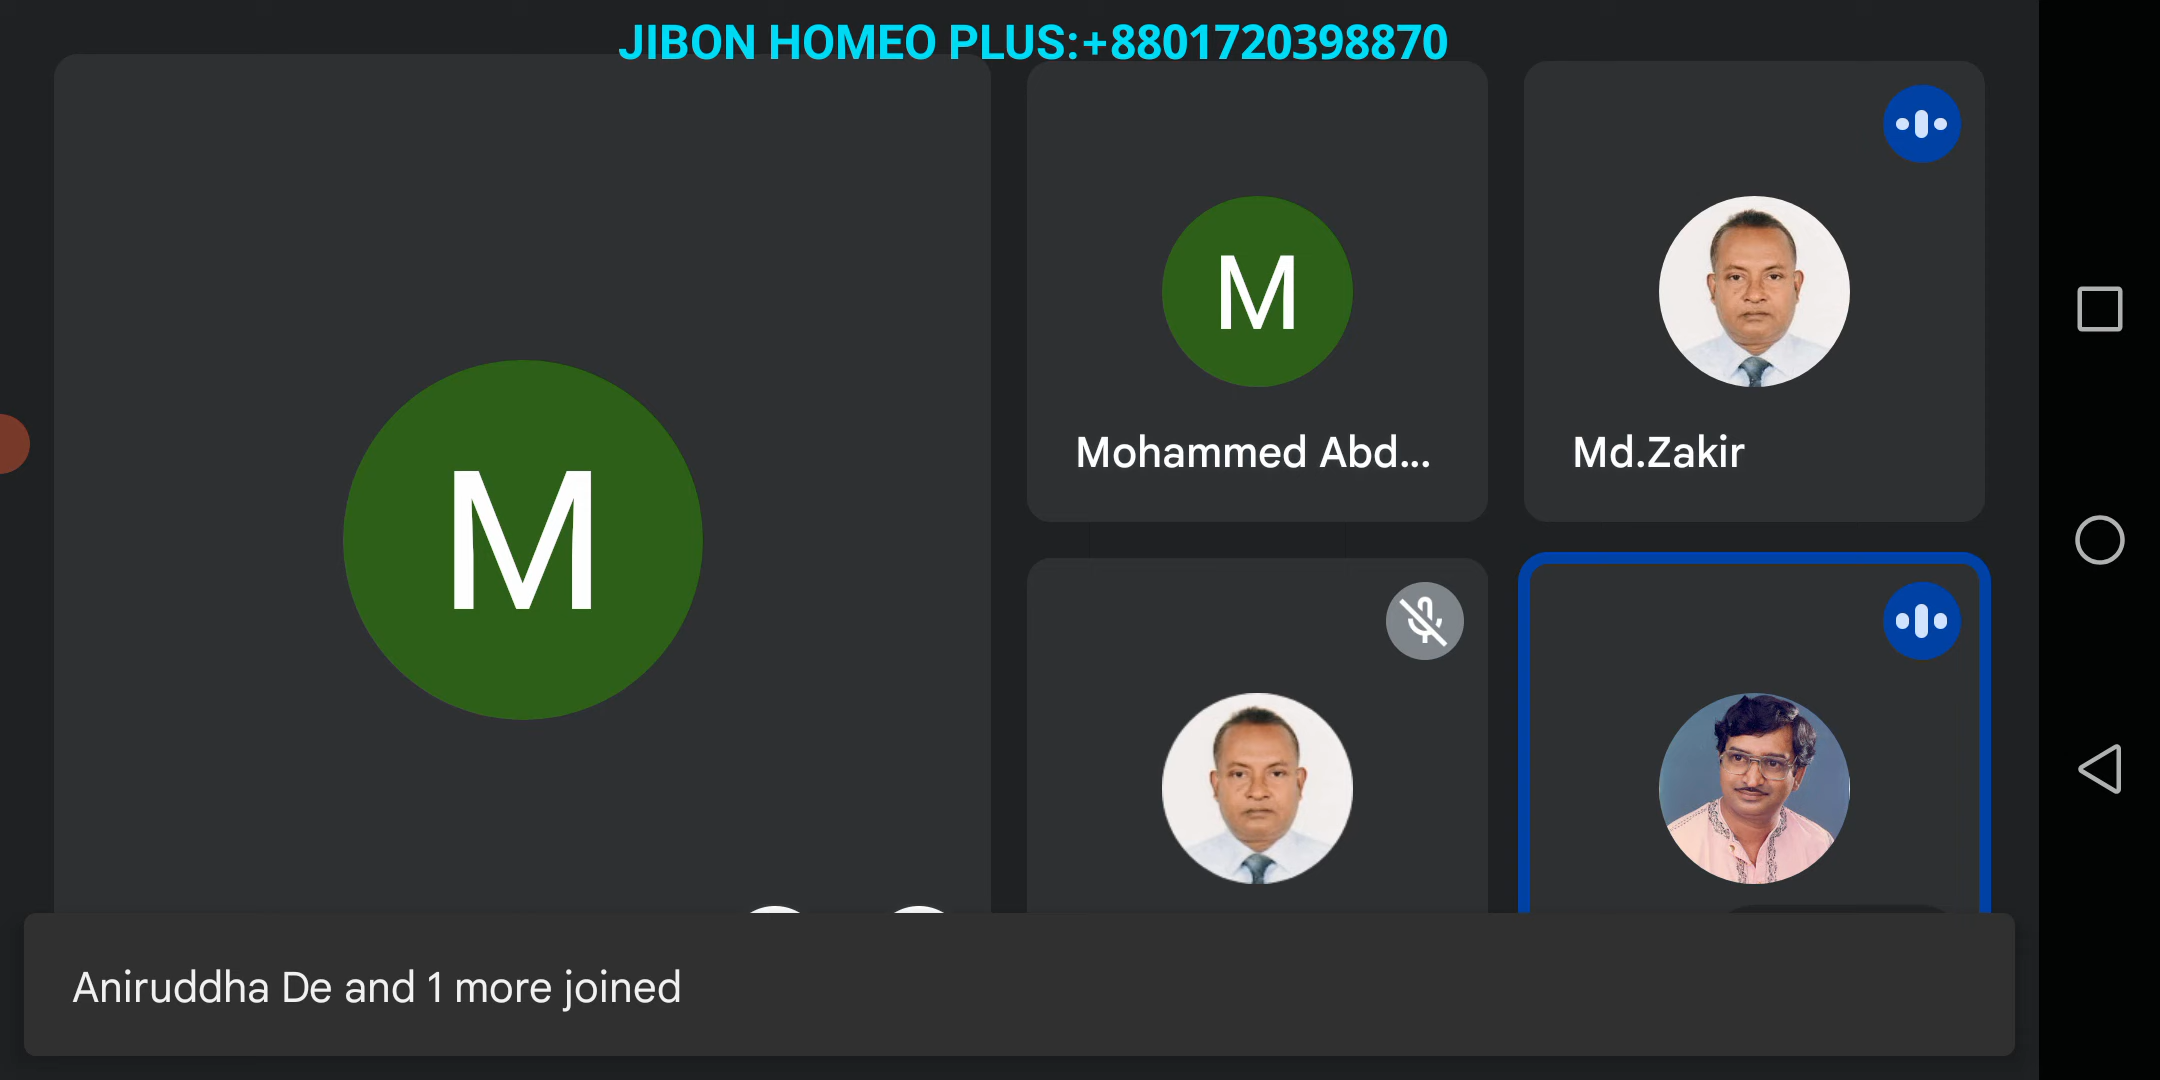 JIBON HOMEO PLUS:+8801720398870
M
M
Mohammed Abd...
Md.Zakir
Aniruddha De and 1 more joined